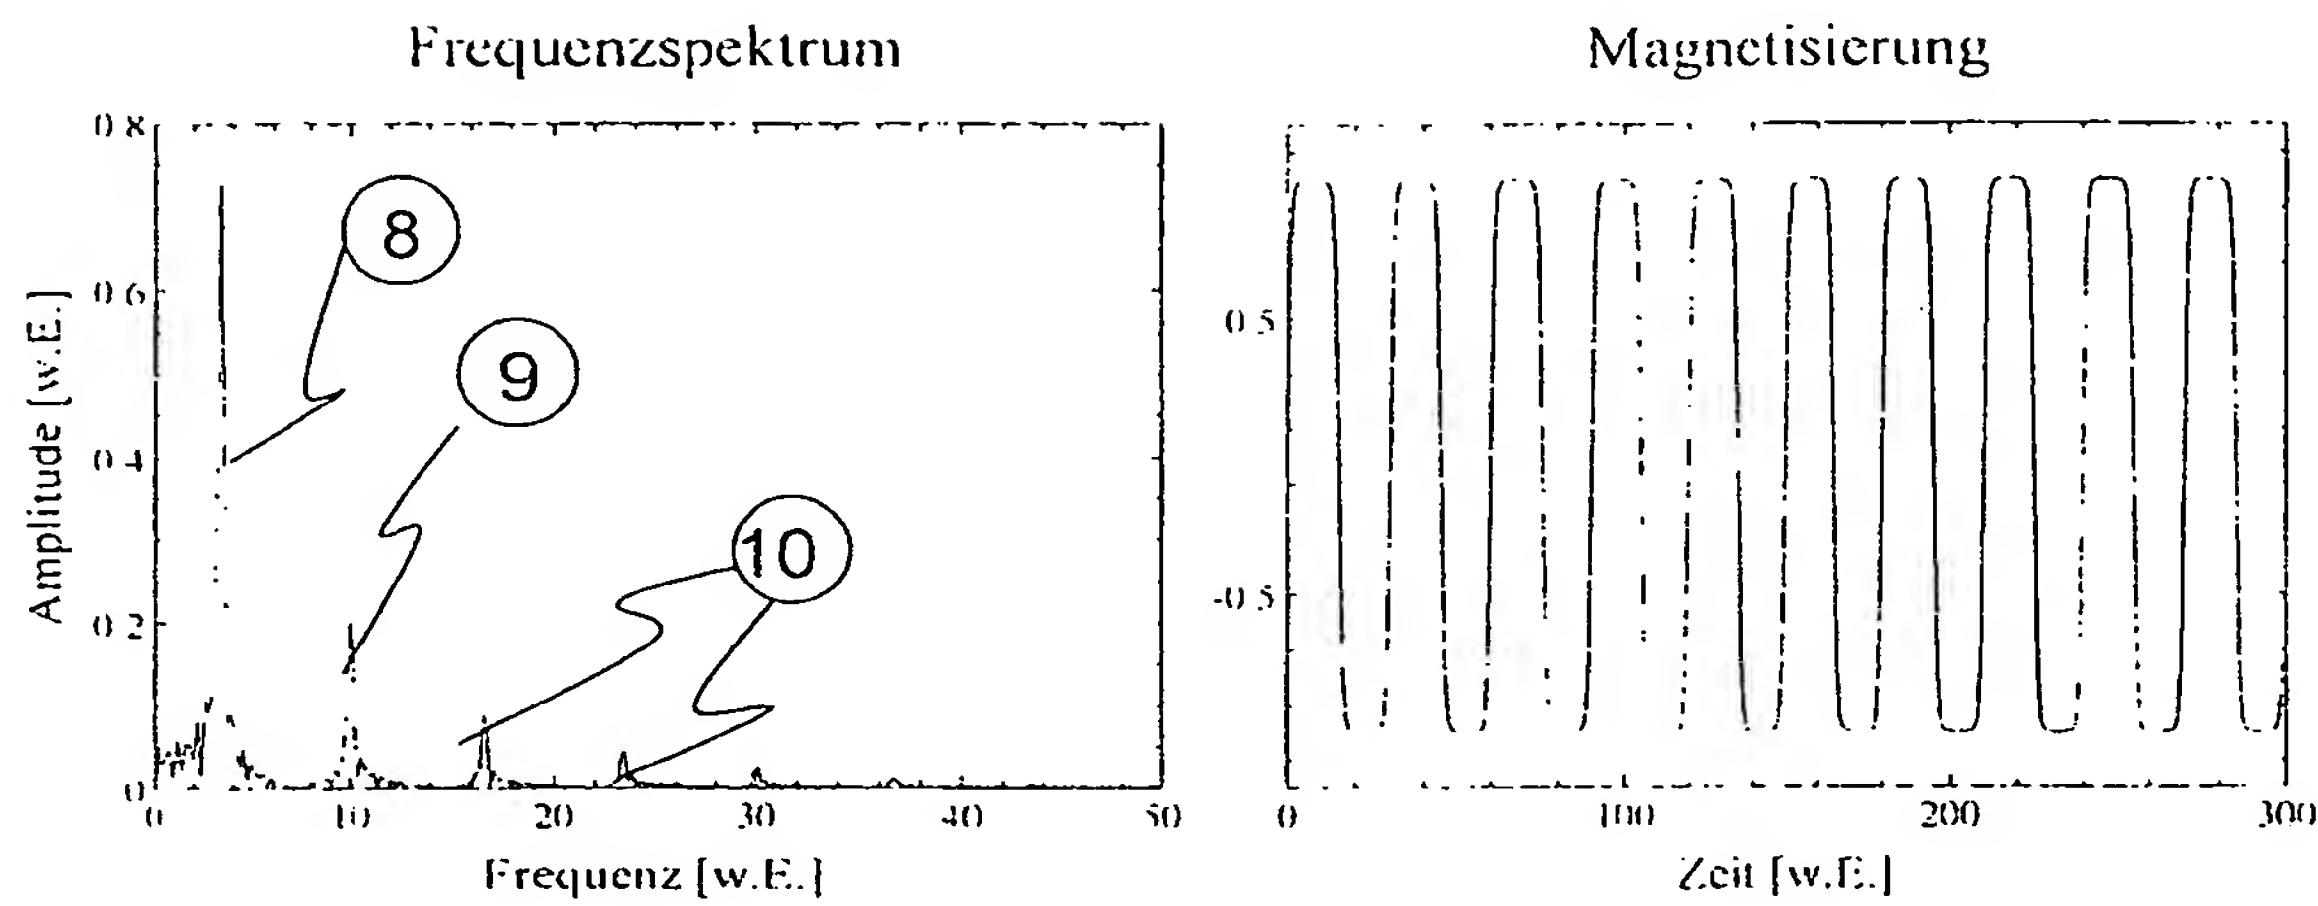 Frequenzspektrum
Magnetisierung
0.8
0.6
0.4
0.2
0
Amplitude [w.E.]
8
9
10
0 10 20 30 40 50
Frequenz [w.E.]
0.5
-0.5
0 100 200 300
Zeit [w.E.]